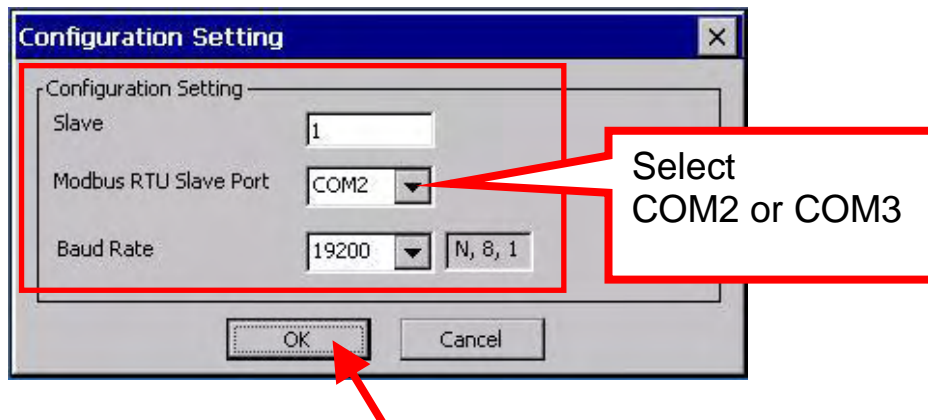 Configuration Setting
Configuration Setting
Slave
1
Modbus RTU Slave Port
COM2
Baud Rate
19200
N, 8, 1
OK
Cancel
Select
COM2 or COM3